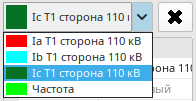 Ic T1 сторона 110 к
Ia T1 сторона 110 кВ
Ib T1 сторона 110 кВ
Ic T1 сторона 110 кВ
Частота